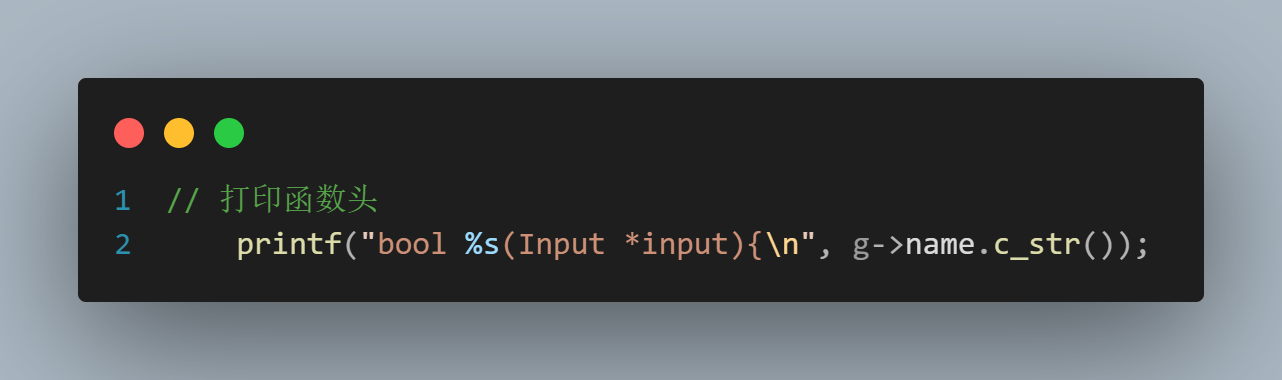 1 // 打印函数头
2     printf("bool %s(Input *input){\n", g->name.c_str());